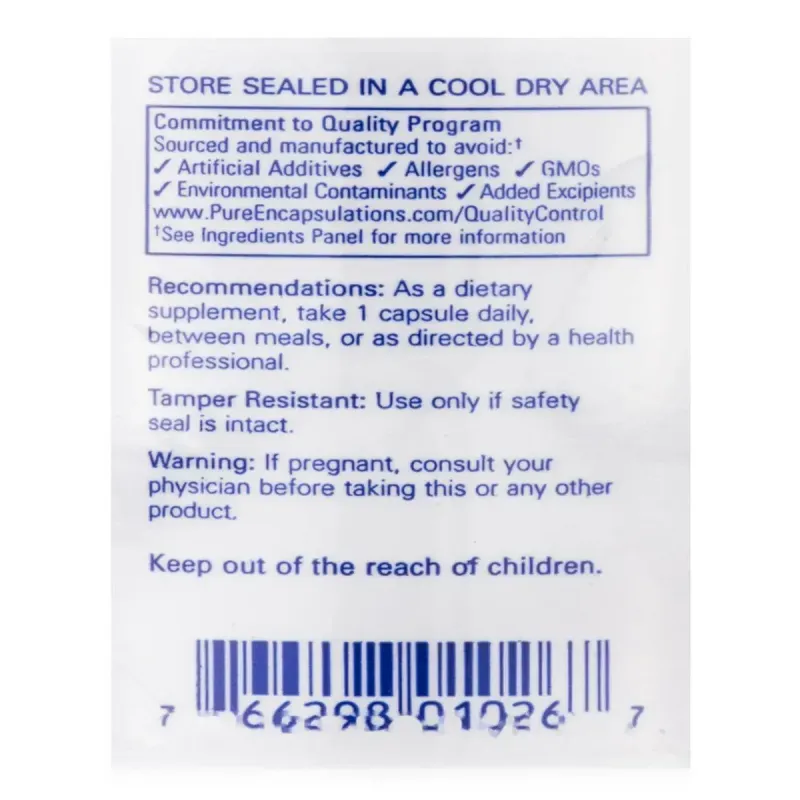 STORE SEALED IN A COOL DRY AREA
Commitment to Quality Program
Sourced and manufactured to avoid:†
✓ Artificial Additives ✓ Allergens ✓ GMOs
✓ Environmental Contaminants ✓ Added Excipients
www.PureEncapsulations.com/QualityControl
†See Ingredients Panel for more information
Recommendations: As a dietary
supplement, take 1 capsule daily,
between meals, or as directed by a health
professional.
Tamper Resistant: Use only if safety
seal is intact.
Warning: If pregnant, consult your
physician before taking this or any other
product.
Keep out of the reach of children.
7 66298 01026 7